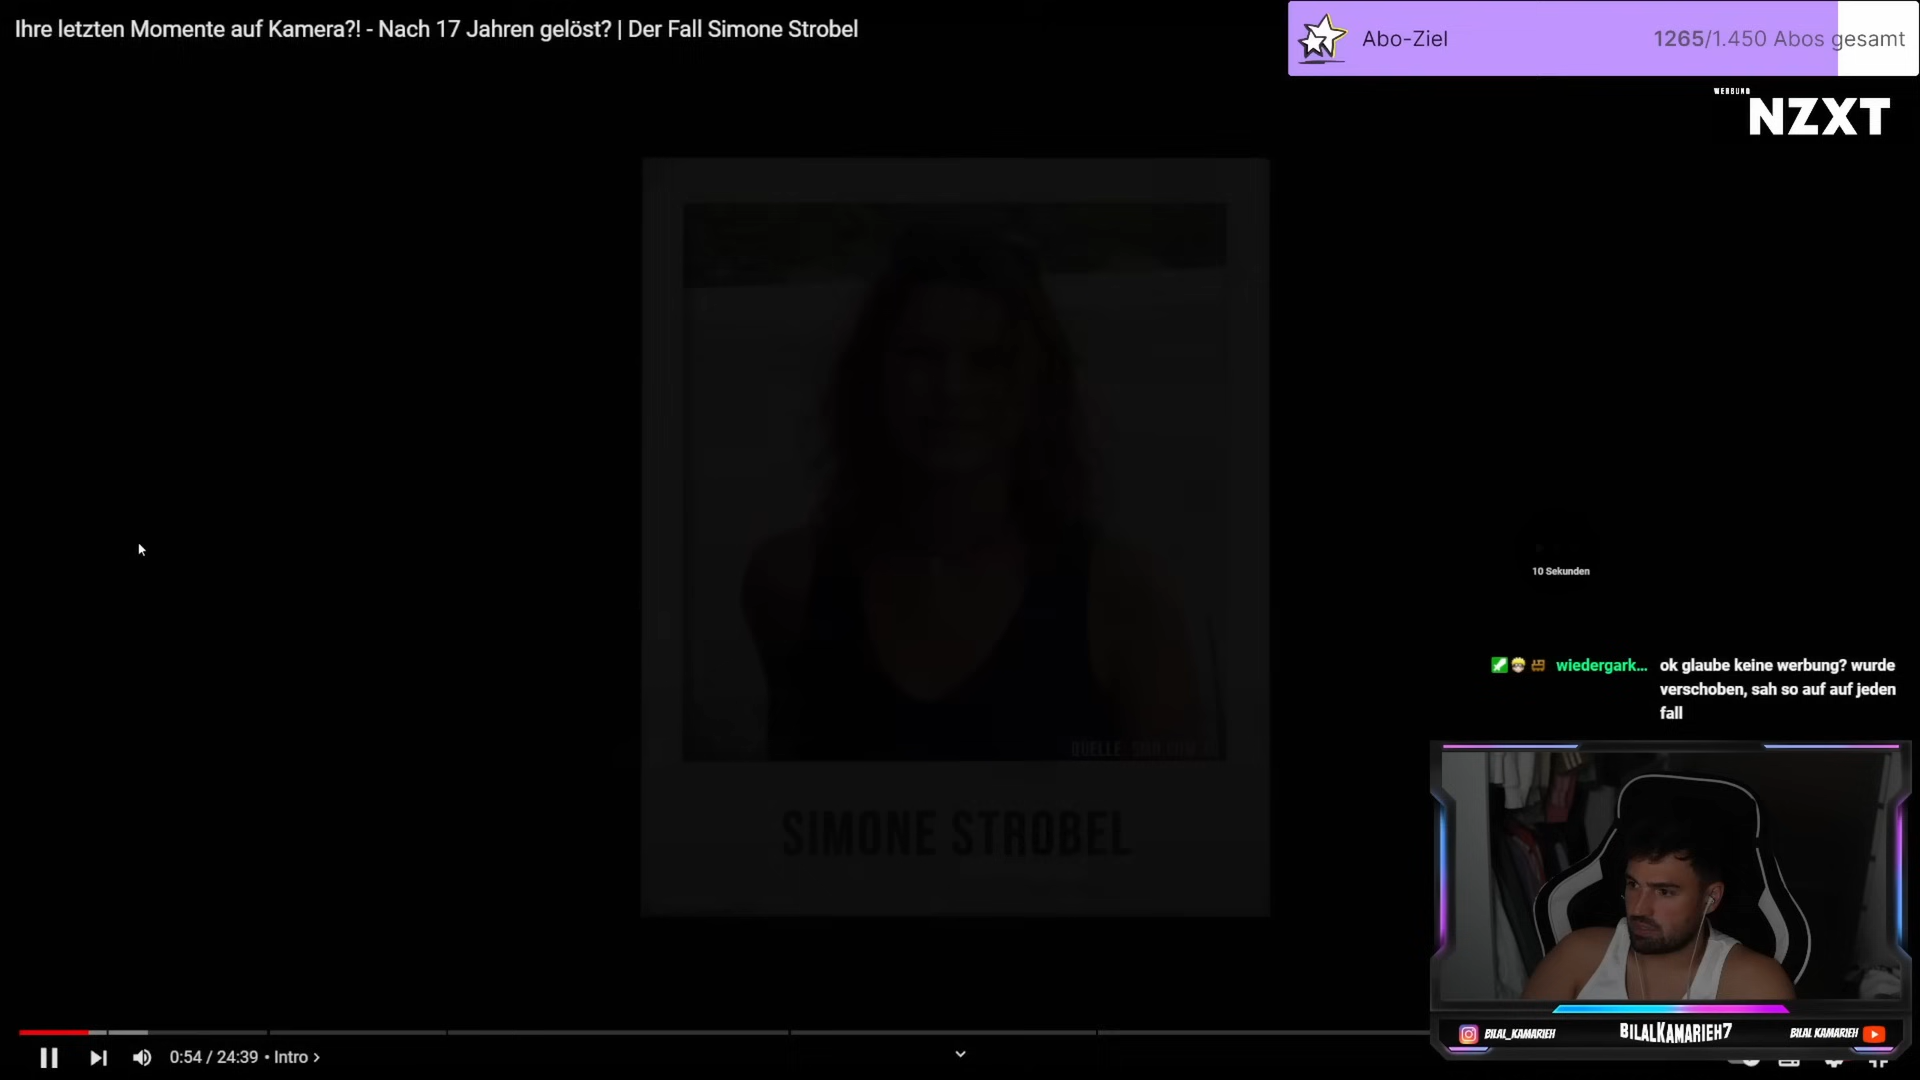 Ihre letzten Momente auf Kamera?! - Nach 17 Jahren gelöst? | Der Fall Simone Strobel
Abo-Ziel
1265/1.450 Abos gesamt
WERBUNG
NZXT
10 Sekunden
wiedergark... ok glaube keine werbung? wurde
verschoben, sah so auf auf jeden
fall
QUELLE:
SIMONE STROBEL
BILAL_KAMARIEH
BILALKAMARIEH7
BILAL KAMARIEH
0:54 / 24:39 • Intro ›